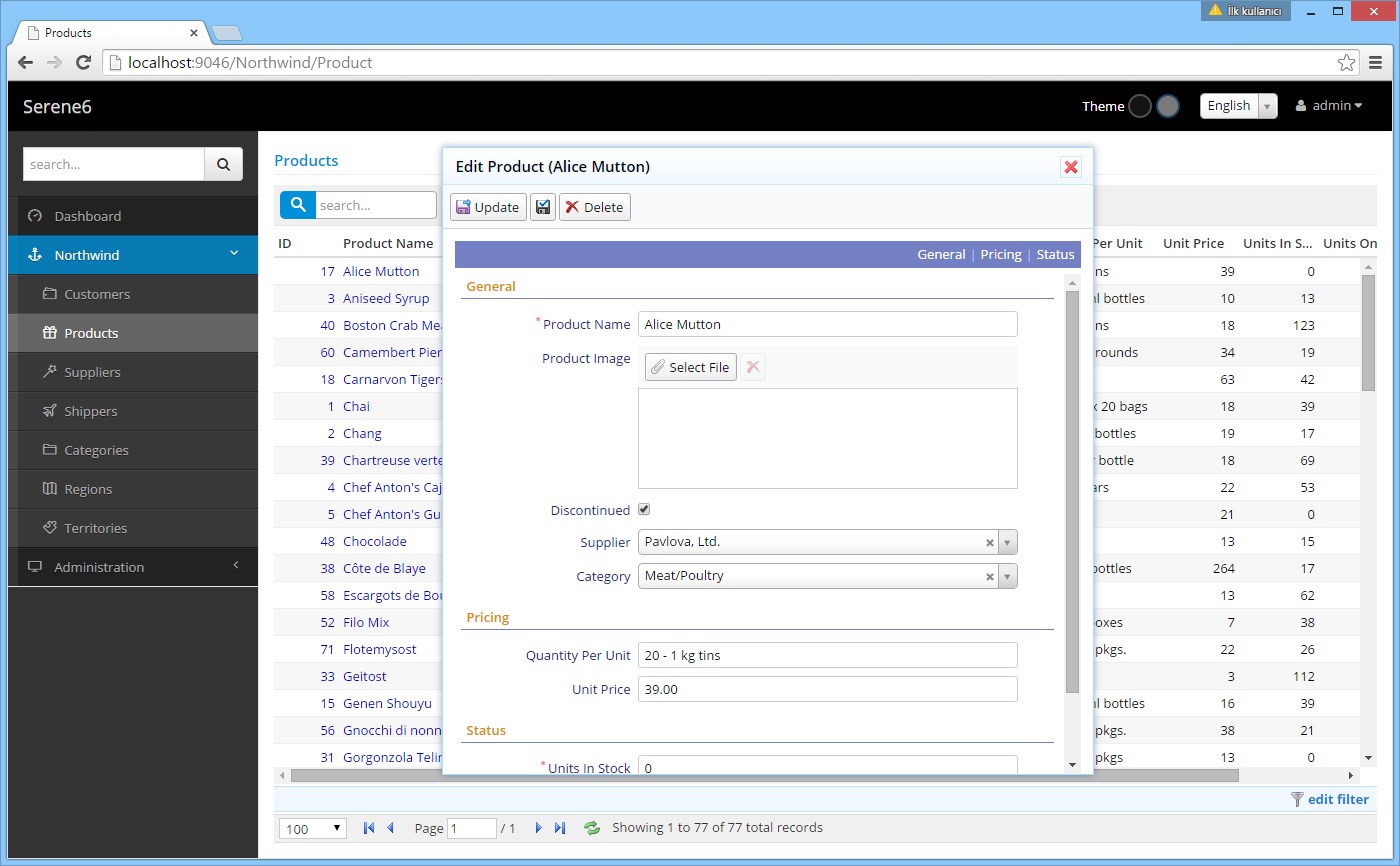 İlk kullanıcı
Products
localhost:9046/Northwind/Product
Serene6
Theme
English
admin
search...
Dashboard
Northwind
Customers
Products
Suppliers
Shippers
Categories
Regions
Territories
Administration
Products
search...
ID Product Name Per Unit Unit Price Units In S... Units On
17 Alice Mutton ns 39 0
3 Aniseed Syrup ml bottles 10 13
40 Boston Crab Mea ns 18 123
60 Camembert Pier rounds 34 19
18 Carnarvon Tigers 63 42
1 Chai x 20 bags 18 39
2 Chang bottles 19 17
39 Chartreuse verte bottle 18 69
4 Chef Anton's Caj ars 22 53
5 Chef Anton's Gu 21 0
48 Chocolade 13 15
38 Côte de Blaye bottles 264 17
58 Escargots de Bou 13 62
52 Filo Mix oxes 7 38
71 Flotemysost pkgs. 22 26
33 Geitost 3 112
15 Genen Shouyu ml bottles 16 39
56 Gnocchi di nonn pkgs. 38 21
31 Gorgonzola Telin pkgs 13 0
Edit Product (Alice Mutton)
Update Delete
General | Pricing | Status
General
*Product Name Alice Mutton
Product Image Select File
Discontinued
Supplier Pavlova, Ltd.
Category Meat/Poultry
Pricing
Quantity Per Unit 20 - 1 kg tins
Unit Price 39.00
Status
*Units In Stock 0
edit filter
100 Page 1 / 1 Showing 1 to 77 of 77 total records